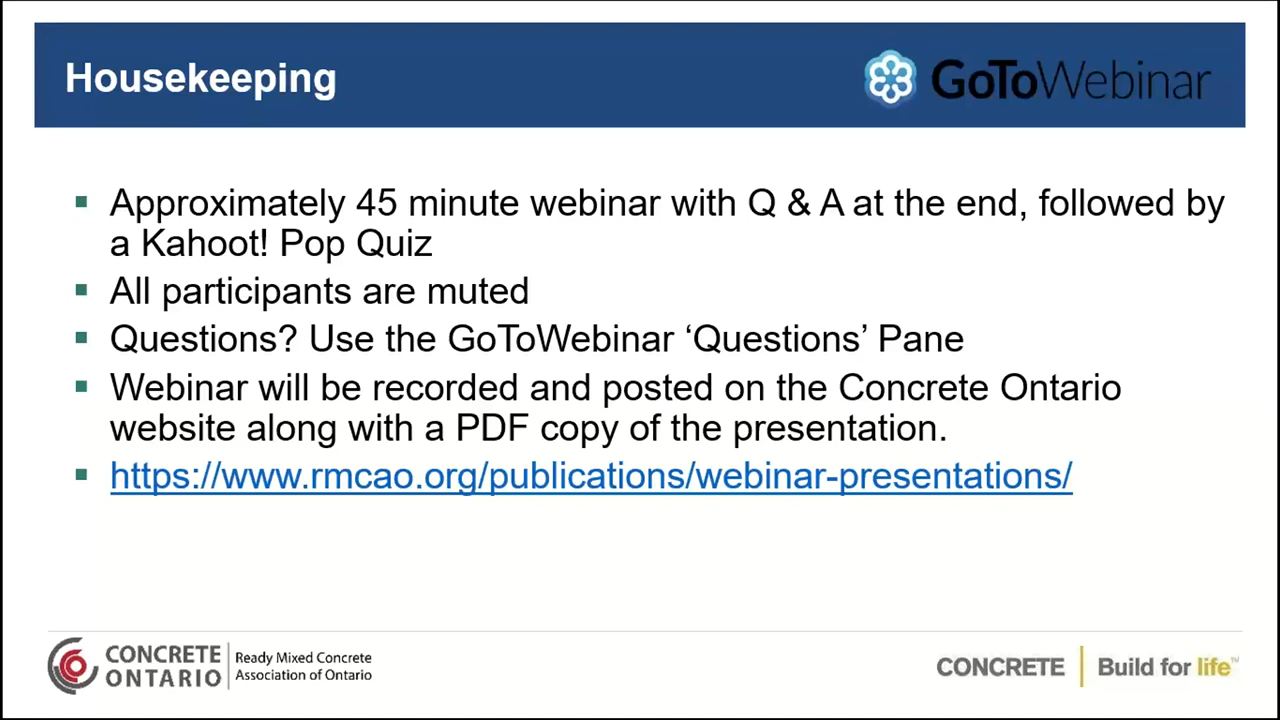 Housekeeping
GoToWebinar
Approximately 45 minute webinar with Q & A at the end, followed by
a Kahoot! Pop Quiz
All participants are muted
Questions? Use the GoToWebinar ‘Questions’ Pane
Webinar will be recorded and posted on the Concrete Ontario
website along with a PDF copy of the presentation.
https://www.rmcao.org/publications/webinar-presentations/
CONCRETE
ONTARIO
Ready Mixed Concrete
Association of Ontario
CONCRETE
Build for life™